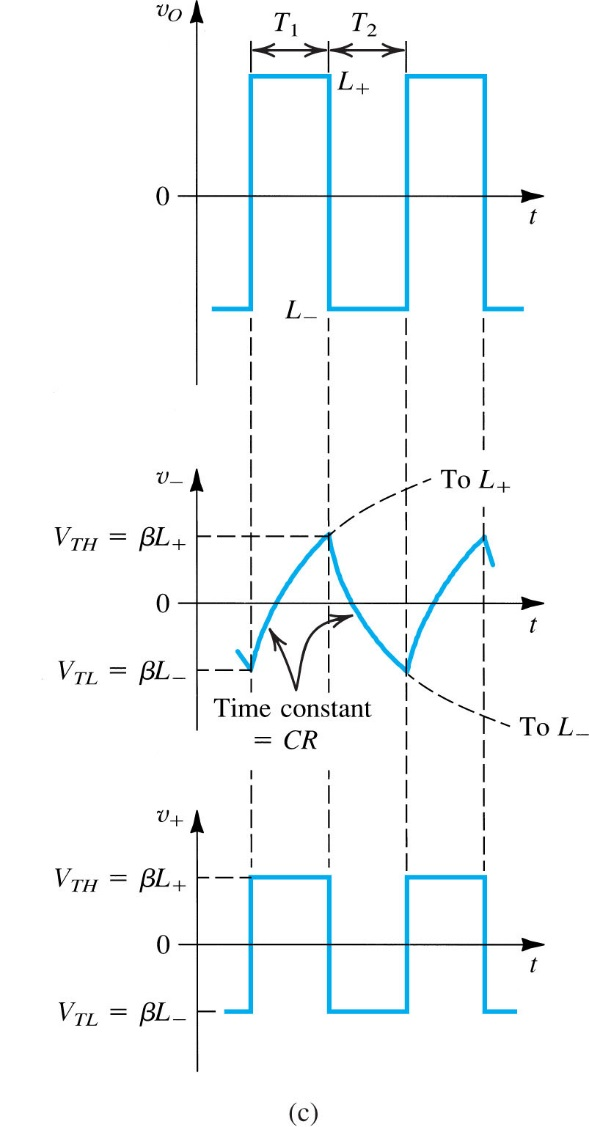 v_O
T_1 T_2
L_+
0
t
L_−
v_−
To L_+
V_TH = βL_+
0
t
V_TL = βL_−
Time constant
= CR
To L_−
v_+
V_TH = βL_+
0
t
V_TL = βL_−
(c)